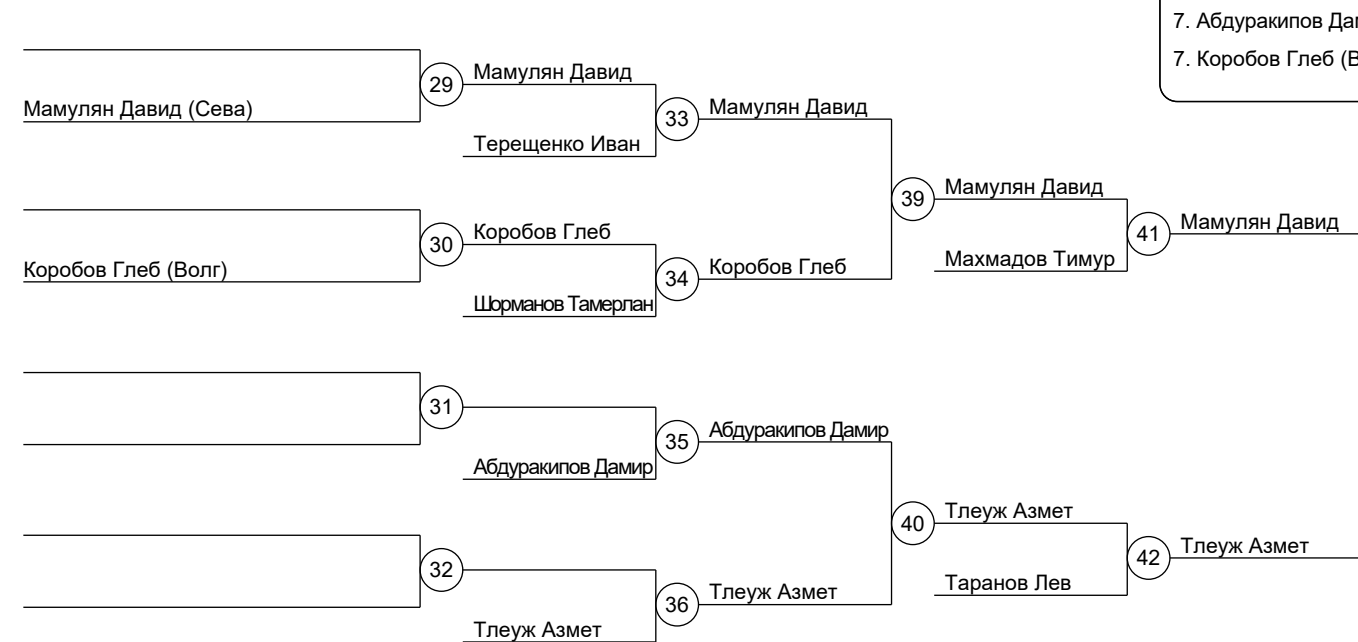 7. Абдуракипов Да
7. Коробов Глеб (В
29
Мамулян Давид
Мамулян Давид (Сева)
33
Мамулян Давид
Терещенко Иван
39
Мамулян Давид
30
Коробов Глеб
Коробов Глеб (Волг)
34
Коробов Глеб
Шорманов Тамерлан
41
Мамулян Давид
Махмадов Тимур
31
35
Абдуракипов Дамир
Абдуракипов Дамир
40
Тлеуж Азмет
42
Тлеуж Азмет
Таранов Лев
32
36
Тлеуж Азмет
Тлеуж Азмет